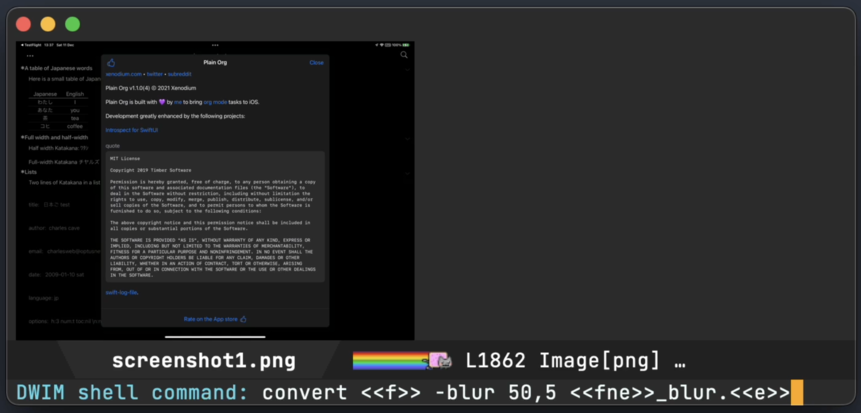 TestFlight 13:37 Sat 11 Dec
100%
Plain Org
Close
xenodium.com • twitter • subreddit
Plain Org v1.1.0(4) © 2021 Xenodium
Plain Org is built with 💜 by me to bring org mode tasks to iOS.
Development greatly enhanced by the following projects:
Introspect for SwiftUI
quote
MIT License
Copyright 2019 Timber Software
Permission is hereby granted, free of charge, to any person obtaining a copy
of this software and associated documentation files (the "Software"), to
deal in the Software without restriction, including without limitation the
rights to use, copy, modify, merge, publish, distribute, sublicense, and/or
sell copies of the Software, and to permit persons to whom the Software is
furnished to do so, subject to the following conditions:
The above copyright notice and this permission notice shall be included in
all copies or substantial portions of the Software.
THE SOFTWARE IS PROVIDED "AS IS", WITHOUT WARRANTY OF ANY KIND, EXPRESS OR
IMPLIED, INCLUDING BUT NOT LIMITED TO THE WARRANTIES OF MERCHANTABILITY,
FITNESS FOR A PARTICULAR PURPOSE AND NONINFRINGEMENT. IN NO EVENT SHALL THE
AUTHORS OR COPYRIGHT HOLDERS BE LIABLE FOR ANY CLAIM, DAMAGES OR OTHER
LIABILITY, WHETHER IN AN ACTION OF CONTRACT, TORT OR OTHERWISE, ARISING
FROM, OUT OF OR IN CONNECTION WITH THE SOFTWARE OR THE USE OR OTHER DEALINGS
IN THE SOFTWARE.
swift-log-file.
Rate on the App store
A table of Japanese words
Here is a small table of Japan
Japanese English
わたし I
あなた you
茶 tea
コヒ coffee
Full width and half-width
Half width Katakana:
Full-width Katakana
Lists
Two lines of Katakana in a list
title:
author: charles cave
email:
date: 2009-01-10 sat
language: jp
options
screenshot1.png L1862 Image[png] …
DWIM shell command: convert <<f>> -blur 50,5 <<fne>>_blur.<<e>>